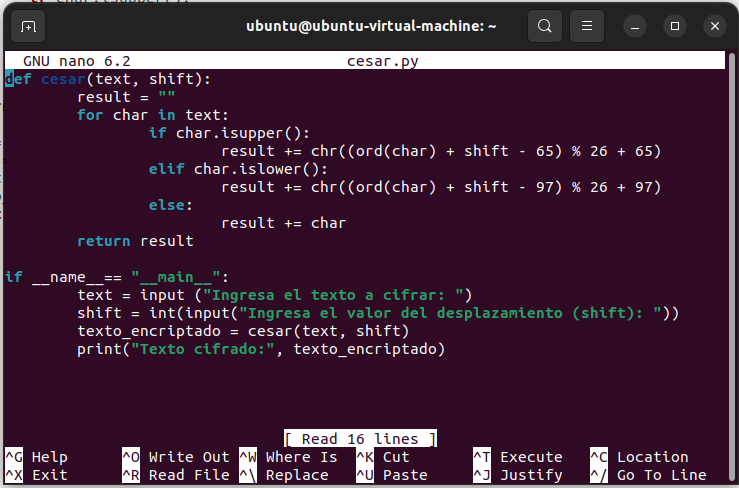 ubuntu@ubuntu-virtual-machine: ~
GNU nano 6.2 cesar.py
def cesar(text, shift):
result = ""
for char in text:
if char.isupper():
result += chr((ord(char) + shift - 65) % 26 + 65)
elif char.islower():
result += chr((ord(char) + shift - 97) % 26 + 97)
else:
result += char
return result
if __name__== "__main__":
text = input ("Ingresa el texto a cifrar: ")
shift = int(input("Ingresa el valor del desplazamiento (shift): "))
texto_encriptado = cesar(text, shift)
print("Texto cifrado:", texto_encriptado)
[ Read 16 lines ]
^G Help ^O Write Out ^W Where Is ^K Cut ^T Execute ^C Location
^X Exit ^R Read File ^\ Replace ^U Paste ^J Justify ^/ Go To Line